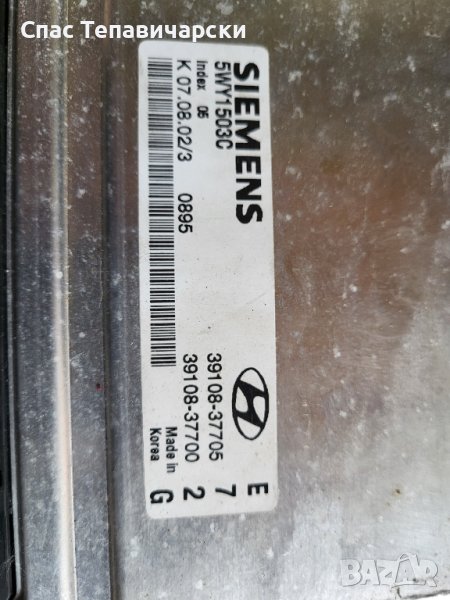 Спас Тепавичарски
SIEMENS
5WY1503C
Index 06
K 07.08.02/3 0895
39108-37705
39108-37700
Made in
Korea
E
7
2
G
BAZAR